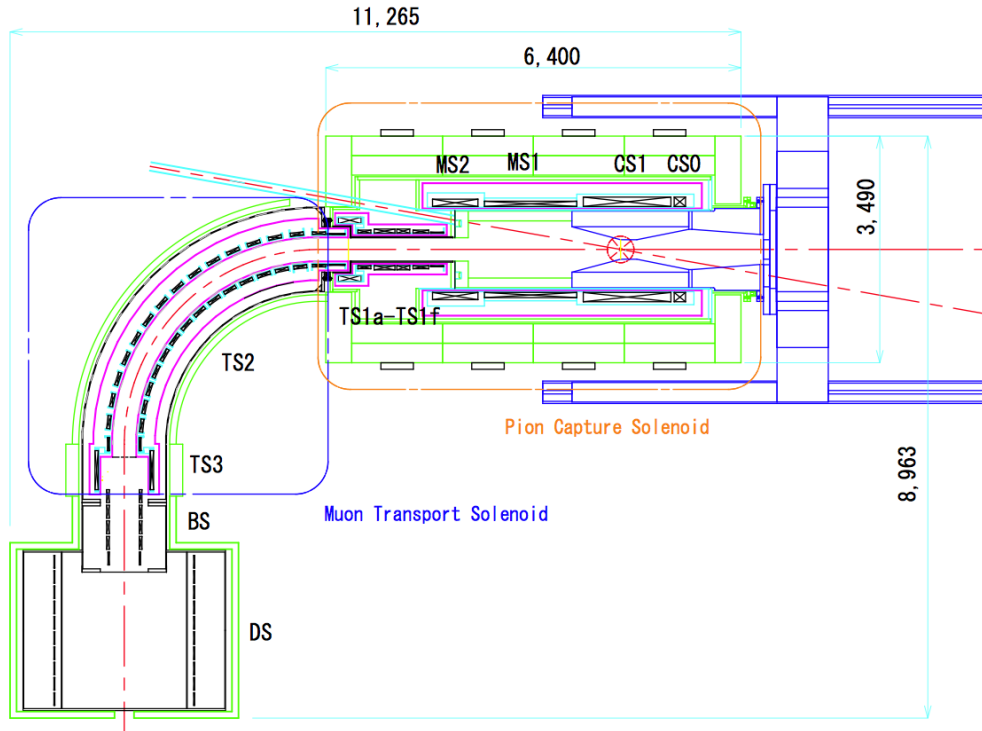 11,265
6,400
MS2 MS1 CS1 CS0
3,490
TS1a-TS1f
TS2
Pion Capture Solenoid
TS3
8,963
BS
Muon Transport Solenoid
DS